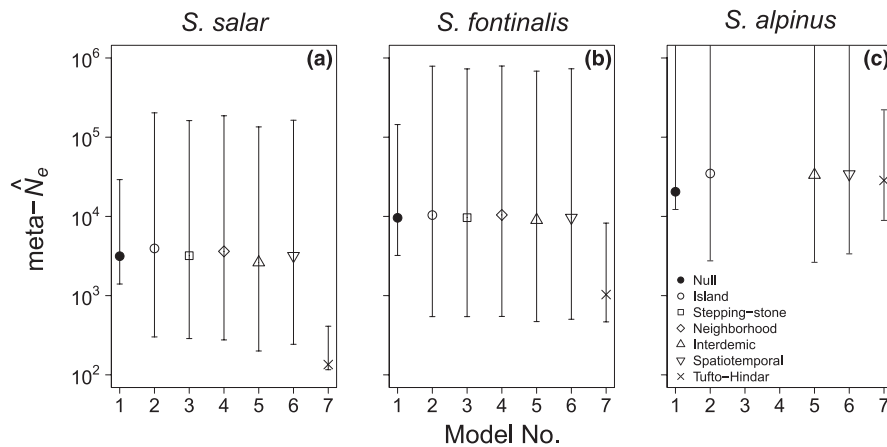 S. salar
S. fontinalis
S. alpinus
(a)
(b)
(c)
meta−N̂e
10^6
10^5
10^4
10^3
10^2
1 2 3 4 5 6 7
1 2 3 4 5 6 7
1 2 3 4 5 6 7
Null
Island
Stepping−stone
Neighborhood
Interdemic
Spatiotemporal
Tufto−Hindar
Model No.